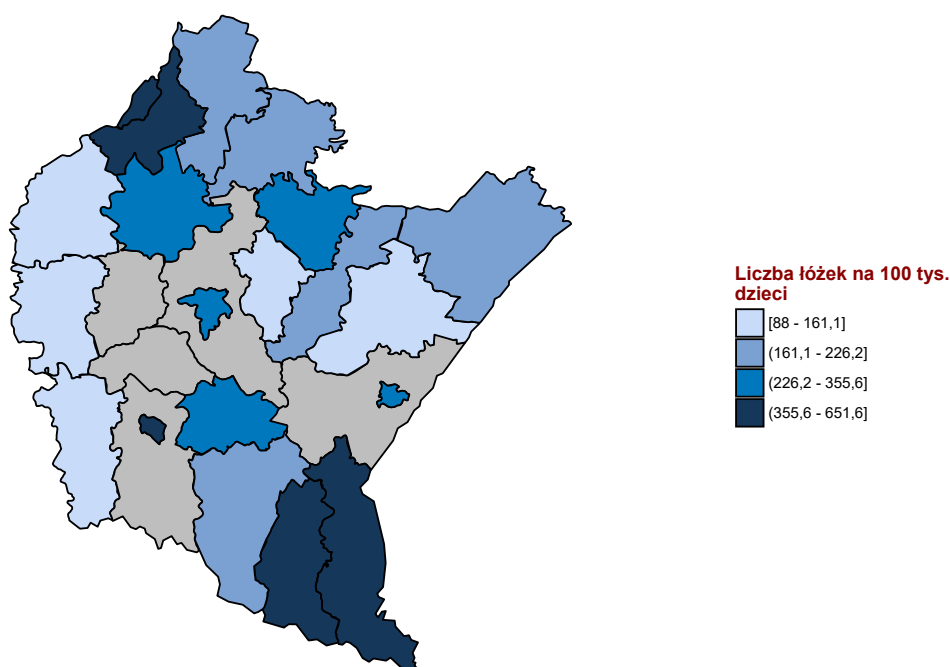 Liczba łóżek na 100 tys.
dzieci
[88 - 161,1]
(161,1 - 226,2]
(226,2 - 355,6]
(355,6 - 651,6]